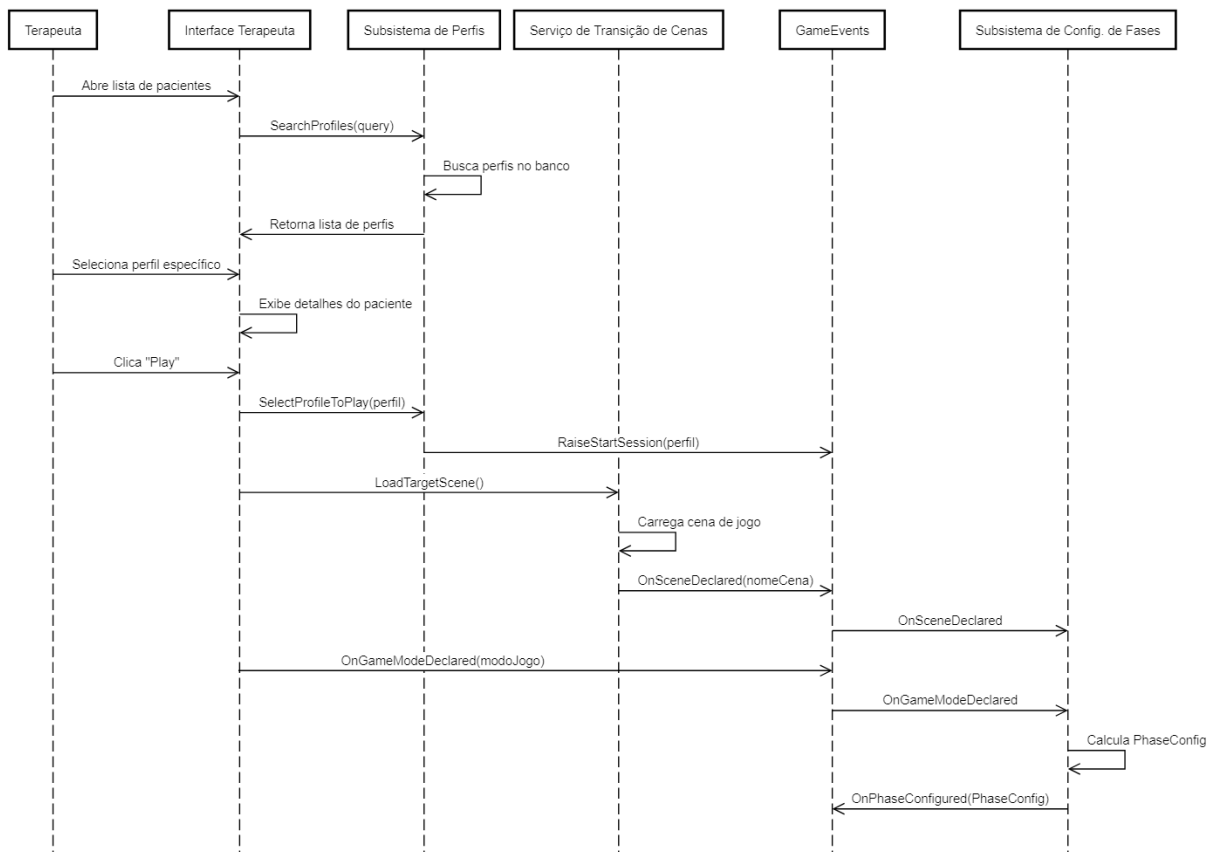 Terapeuta
Interface Terapeuta
Subsistema de Perfis
Serviço de Transição de Cenas
GameEvents
Subsistema de Config. de Fases
Abre lista de pacientes
SearchProfiles(query)
Busca perfis no banco
Retorna lista de perfis
Seleciona perfil específico
Exibe detalhes do paciente
Clica "Play"
SelectProfileToPlay(perfil)
RaiseStartSession(perfil)
LoadTargetScene()
Carrega cena de jogo
OnSceneDeclared(nomeCena)
OnSceneDeclared
OnGameModeDeclared(modoJogo)
OnGameModeDeclared
Calcula PhaseConfig
OnPhaseConfigured(PhaseConfig)